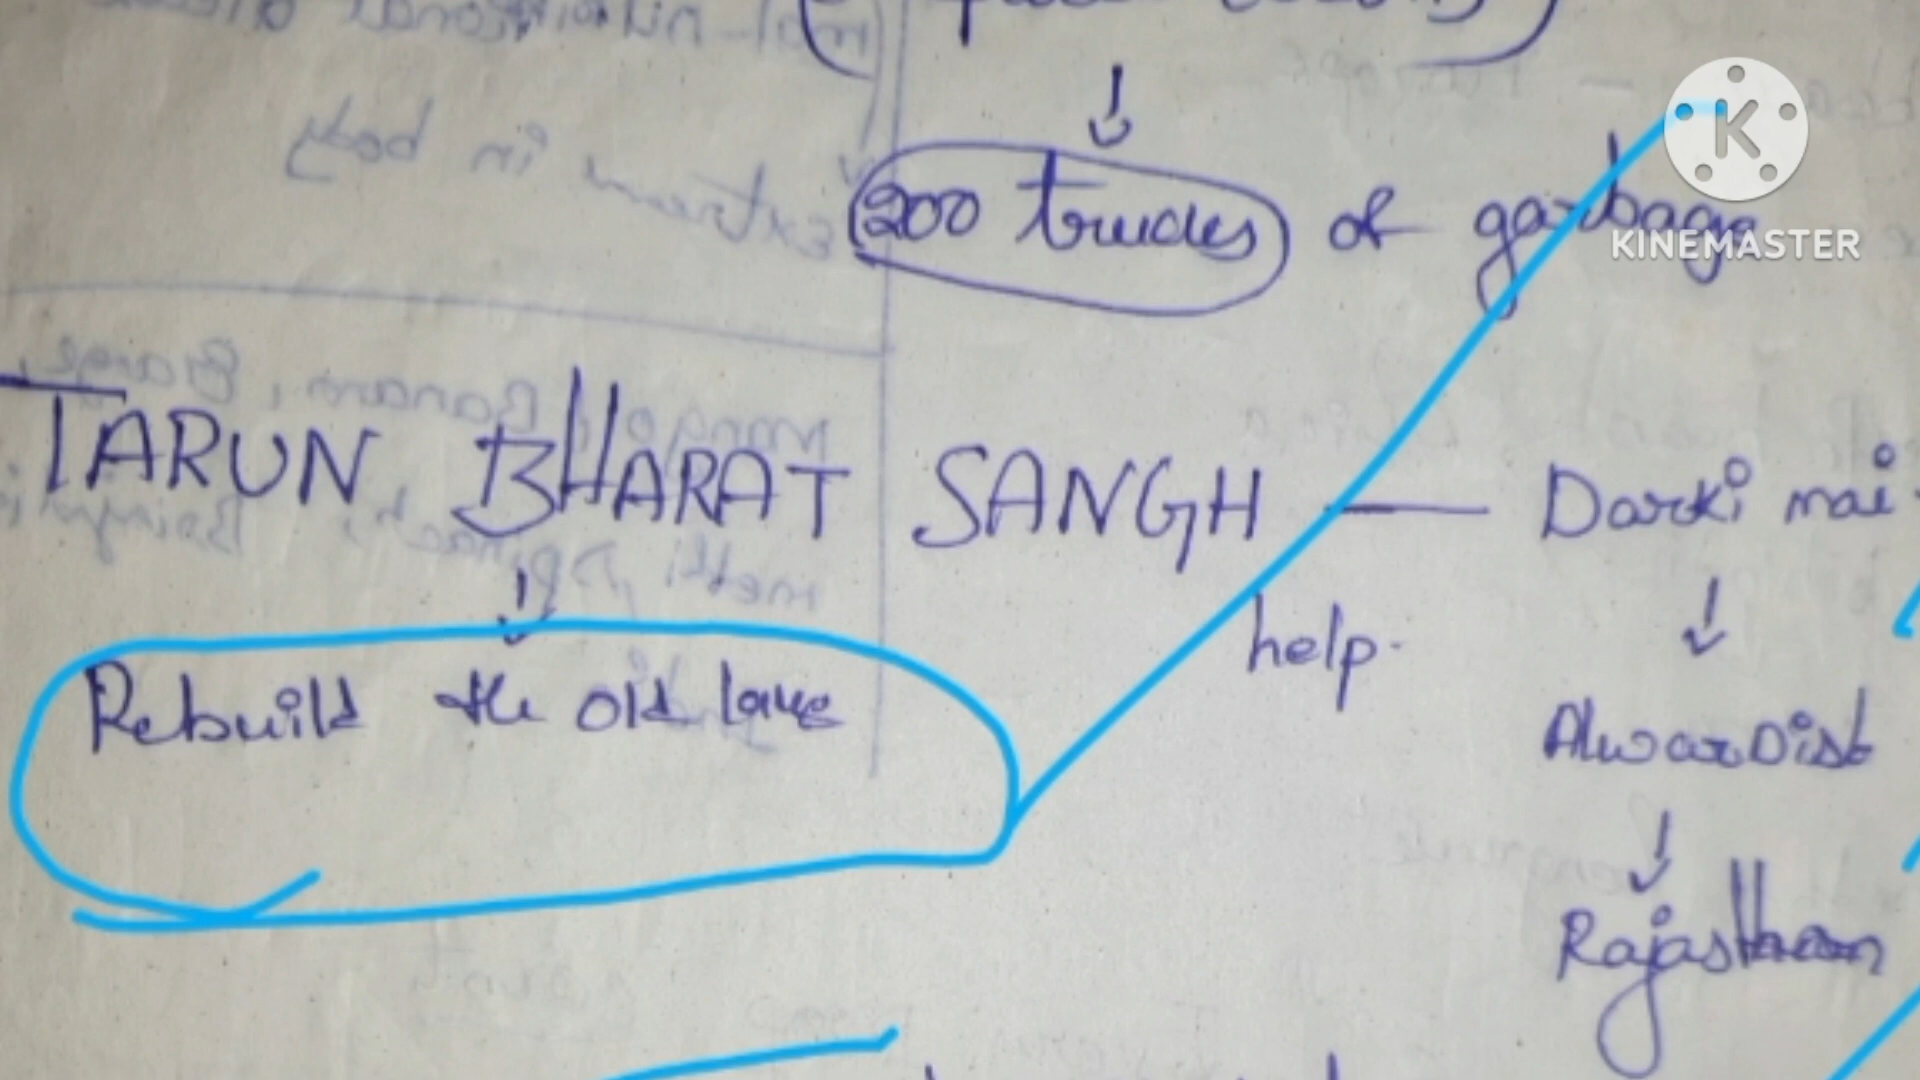 200 trucks of garbage
KINEMASTER
TARUN BHARAT SANGH — Darki mai
help.
Rebuild the old lake
Alwar Dist
Rajasthan